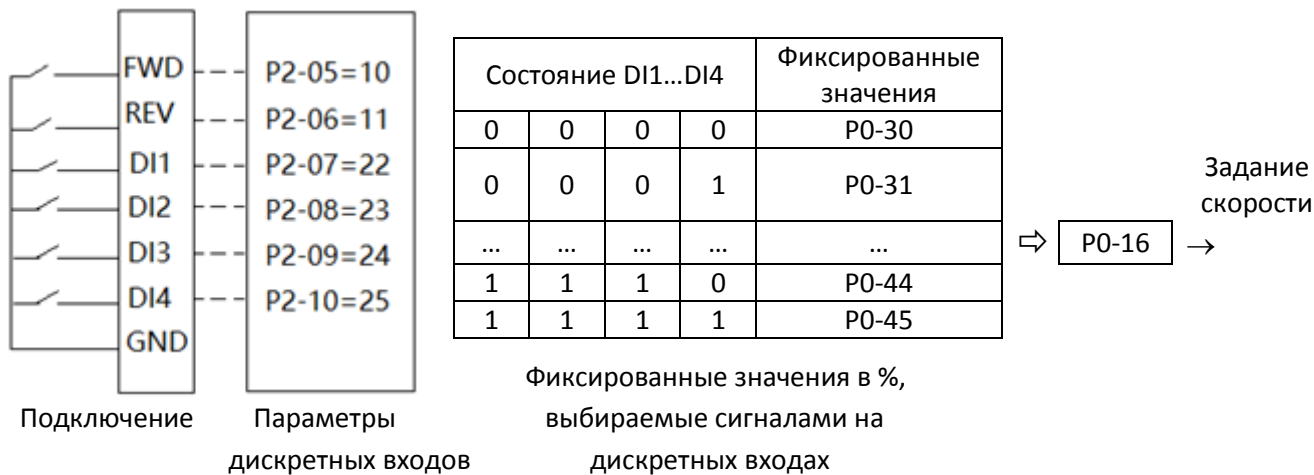 FWD P2-05=10
REV P2-06=11
DI1 P2-07=22
DI2 P2-08=23
DI3 P2-09=24
DI4 P2-10=25
GND
Подключение
Параметры
дискретных входов
Состояние DI1...DI4 Фиксированные
значения
0 0 0 0 P0-30
0 0 0 1 P0-31
... ... ... ... ...
1 1 1 0 P0-44
1 1 1 1 P0-45
Фиксированные значения в %,
выбираемые сигналами на
дискретных входах
⇨ P0-16 →
Задание
скорости